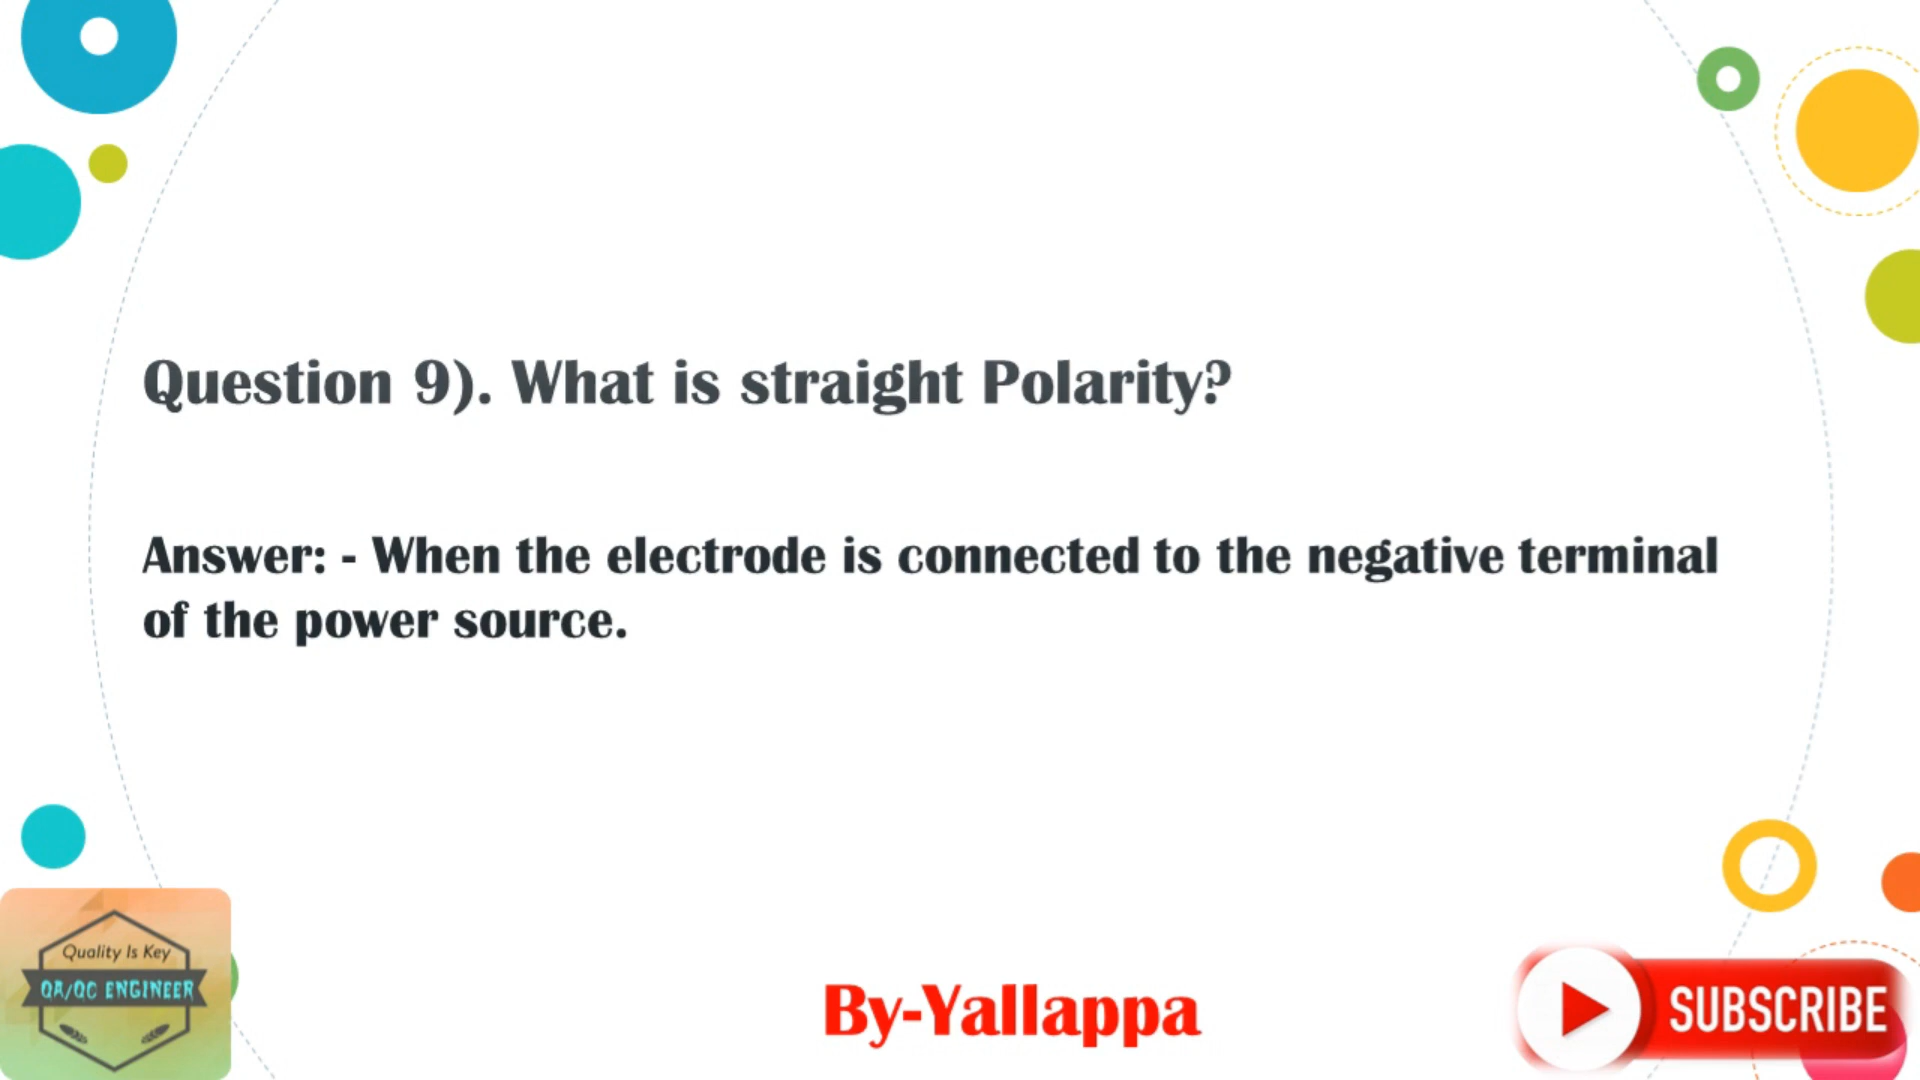 Question 9). What is straight Polarity?
Answer: - When the electrode is connected to the negative terminal
of the power source.
Quality Is Key
QA/QC ENGINEER
By-Yallappa
SUBSCRIBE